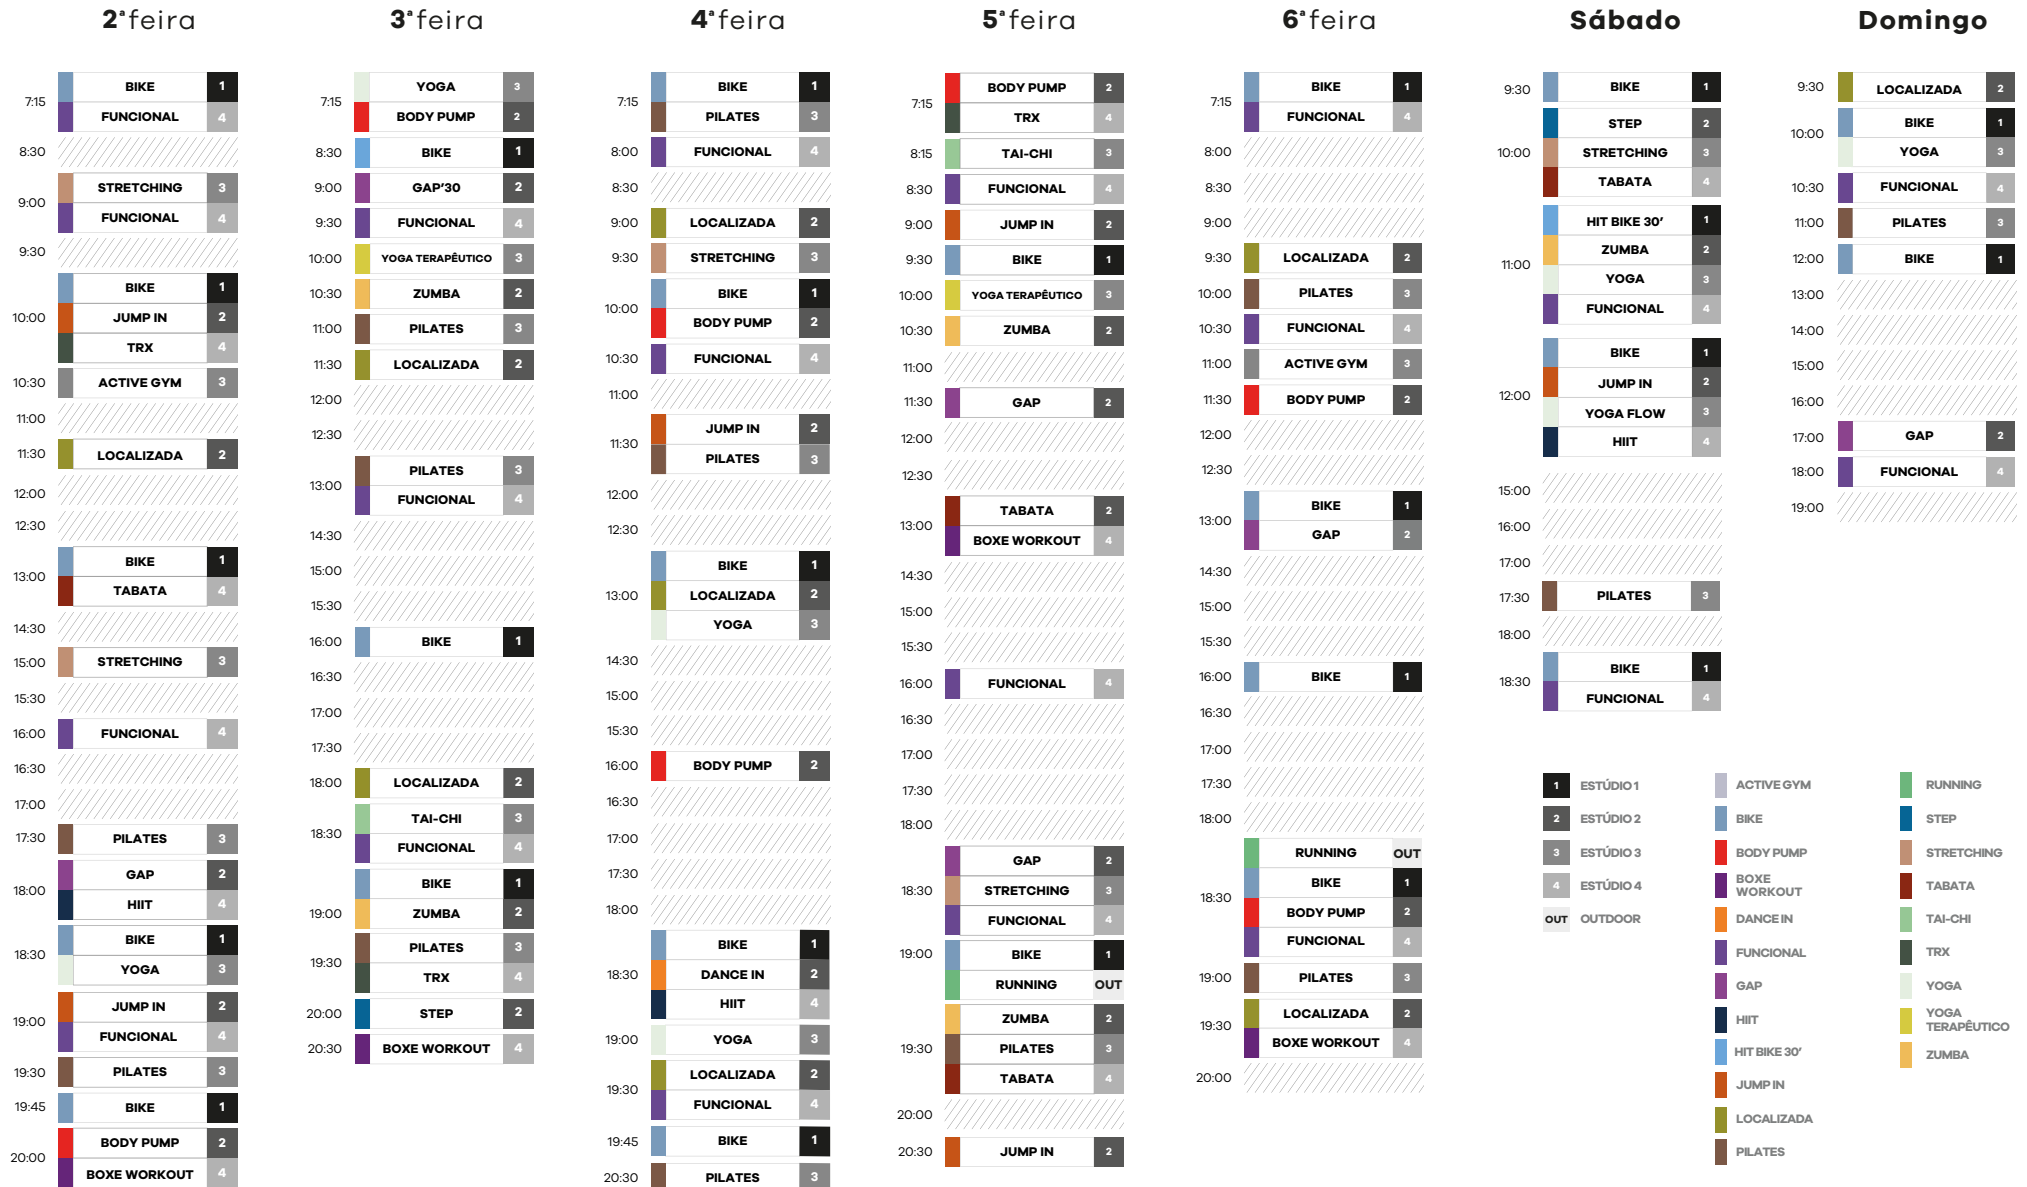 2ªfeira
7:15
BIKE 1
FUNCIONAL 4
8:30
9:00
STRETCHING 3
FUNCIONAL 4
9:30
10:00
BIKE 1
JUMP IN 2
TRX 4
10:30 ACTIVE GYM 3
11:00
11:30 LOCALIZADA 2
12:00
12:30
13:00
BIKE 1
TABATA 4
14:30
15:00 STRETCHING 3
15:30
16:00 FUNCIONAL 4
16:30
17:00
17:30 PILATES 3
18:00
GAP 2
HIIT 4
18:30
BIKE 1
YOGA 3
19:00
JUMP IN 2
FUNCIONAL 4
19:30 PILATES 3
19:45 BIKE 1
20:00
BODY PUMP 2
BOXE WORKOUT 4
3ªfeira
7:15
YOGA 3
BODY PUMP 2
8:30 BIKE 1
9:00 GAP'30 2
9:30 FUNCIONAL 4
10:00 YOGA TERAPÊUTICO 3
10:30 ZUMBA 2
11:00 PILATES 3
11:30 LOCALIZADA 2
12:00
12:30
13:00
PILATES 3
FUNCIONAL 4
14:30
15:00
15:30
16:00 BIKE 1
16:30
17:00
17:30
18:00 LOCALIZADA 2
18:30
TAI-CHI 3
FUNCIONAL 4
19:00
BIKE 1
ZUMBA 2
19:30
PILATES 3
TRX 4
20:00 STEP 2
20:30 BOXE WORKOUT 4
4ªfeira
7:15
BIKE 1
PILATES 3
8:00 FUNCIONAL 4
8:30
9:00 LOCALIZADA 2
9:30 STRETCHING 3
10:00
BIKE 1
BODY PUMP 2
10:30 FUNCIONAL 4
11:00
11:30
JUMP IN 2
PILATES 3
12:00
12:30
13:00
BIKE 1
LOCALIZADA 2
YOGA 3
14:30
15:00
15:30
16:00 BODY PUMP 2
16:30
17:00
17:30
18:00
18:30
BIKE 1
DANCE IN 2
HIIT 4
19:00 YOGA 3
19:30
LOCALIZADA 2
FUNCIONAL 4
19:45 BIKE 1
20:30 PILATES 3
5ªfeira
7:15
BODY PUMP 2
TRX 4
8:15 TAI-CHI 3
8:30 FUNCIONAL 4
9:00 JUMP IN 2
9:30 BIKE 1
10:00 YOGA TERAPÊUTICO 3
10:30 ZUMBA 2
11:00
11:30 GAP 2
12:00
12:30
13:00
TABATA 2
BOXE WORKOUT 4
14:30
15:00
15:30
16:00 FUNCIONAL 4
16:30
17:00
17:30
18:00
18:30
GAP 2
STRETCHING 3
FUNCIONAL 4
19:00
BIKE 1
RUNNING OUT
19:30
ZUMBA 2
PILATES 3
TABATA 4
20:00
20:30 JUMP IN 2
6ªfeira
7:15
BIKE 1
FUNCIONAL 4
8:00
8:30
9:00
9:30 LOCALIZADA 2
10:00 PILATES 3
10:30 FUNCIONAL 4
11:00 ACTIVE GYM 3
11:30 BODY PUMP 2
12:00
12:30
13:00
BIKE 1
GAP 2
14:30
15:00
15:30
16:00 BIKE 1
16:30
17:00
17:30
18:00
18:30
RUNNING OUT
BIKE 1
BODY PUMP 2
FUNCIONAL 4
19:00 PILATES 3
19:30
LOCALIZADA 2
BOXE WORKOUT 4
20:00
Sábado
9:30 BIKE 1
10:00
STEP 2
STRETCHING 3
TABATA 4
11:00
HIT BIKE 30' 1
ZUMBA 2
YOGA 3
FUNCIONAL 4
12:00
BIKE 1
JUMP IN 2
YOGA FLOW 3
HIIT 4
15:00
16:00
17:00
17:30 PILATES 3
18:00
18:30
BIKE 1
FUNCIONAL 4
Domingo
9:30 LOCALIZADA 2
10:00
BIKE 1
YOGA 3
10:30 FUNCIONAL 4
11:00 PILATES 3
12:00 BIKE 1
13:00
14:00
15:00
16:00
17:00 GAP 2
18:00 FUNCIONAL 4
19:00
1 ESTÚDIO 1
2 ESTÚDIO 2
3 ESTÚDIO 3
4 ESTÚDIO 4
OUT OUTDOOR
ACTIVE GYM
BIKE
BODY PUMP
BOXE
WORKOUT
DANCE IN
FUNCIONAL
GAP
HIIT
HIT BIKE 30'
JUMP IN
LOCALIZADA
PILATES
RUNNING
STEP
STRETCHING
TABATA
TAI-CHI
TRX
YOGA
YOGA
TERAPÊUTICO
ZUMBA